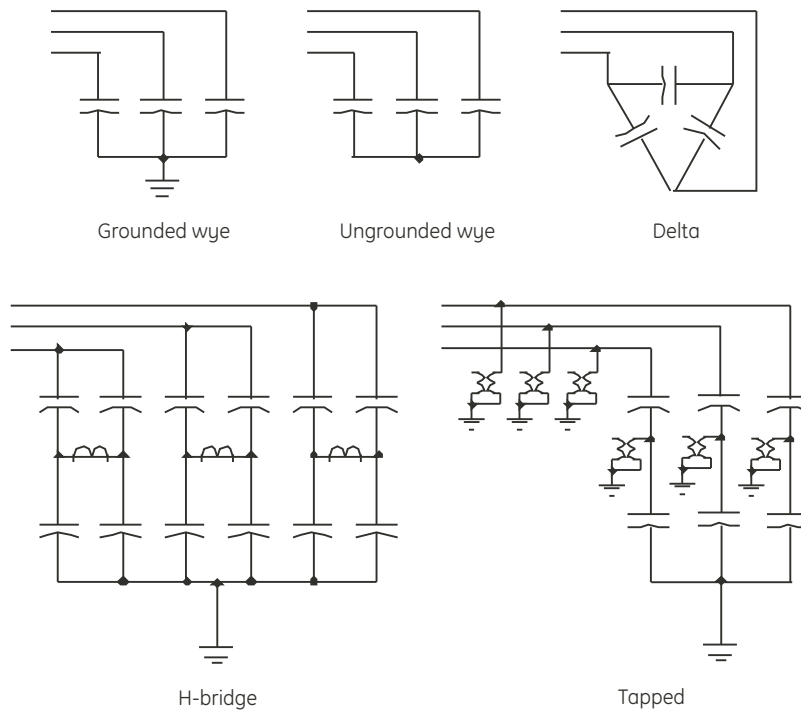 Grounded wye
Ungrounded wye
Delta
H-bridge
Tapped